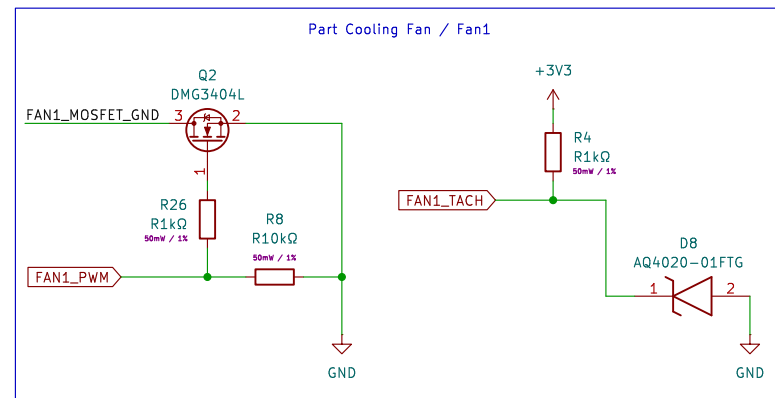 Part Cooling Fan / Fan1
Q2
DMG3404L
FAN1_MOSFET_GND
3
2
1
R26
R1kΩ
50mW / 1%
R8
R10kΩ
50mW / 1%
FAN1_PWM
GND
+3V3
R4
R1kΩ
50mW / 1%
FAN1_TACH
D8
AQ4020-01FTG
1
2
GND